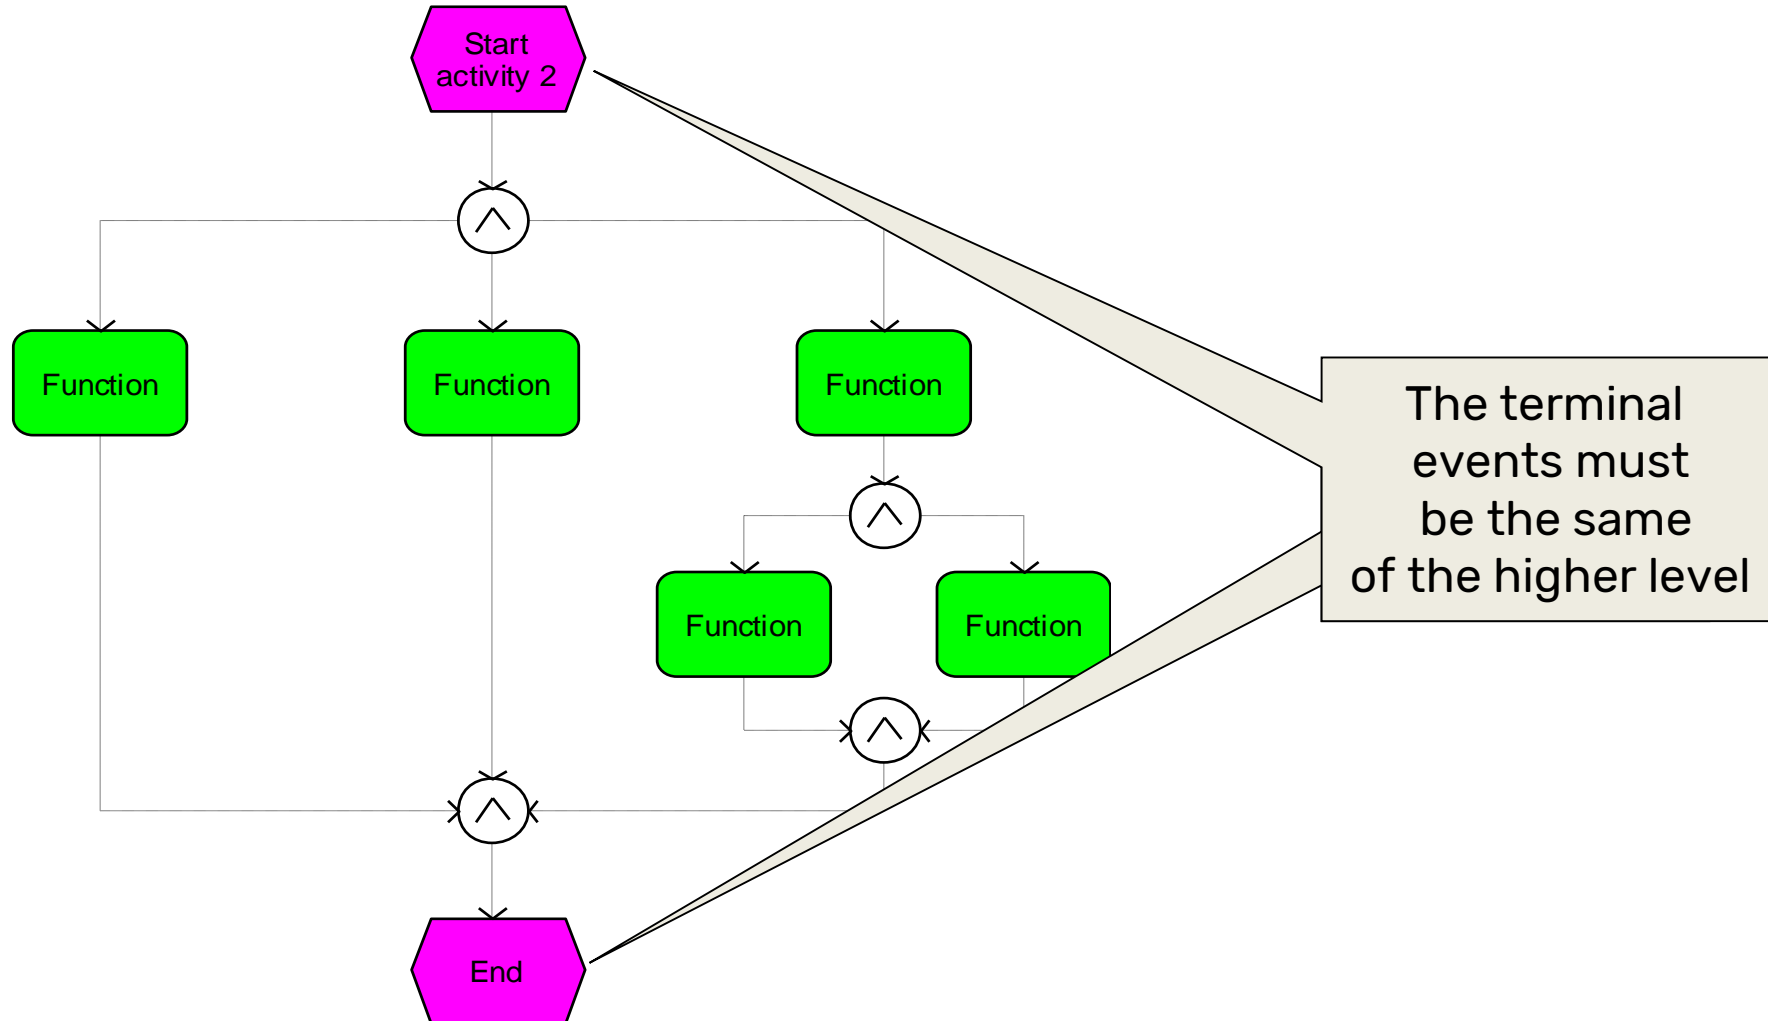 Start
activity 2
Function
Function
Function
The terminal
events must
be the same
of the higher level
Function
Function
End